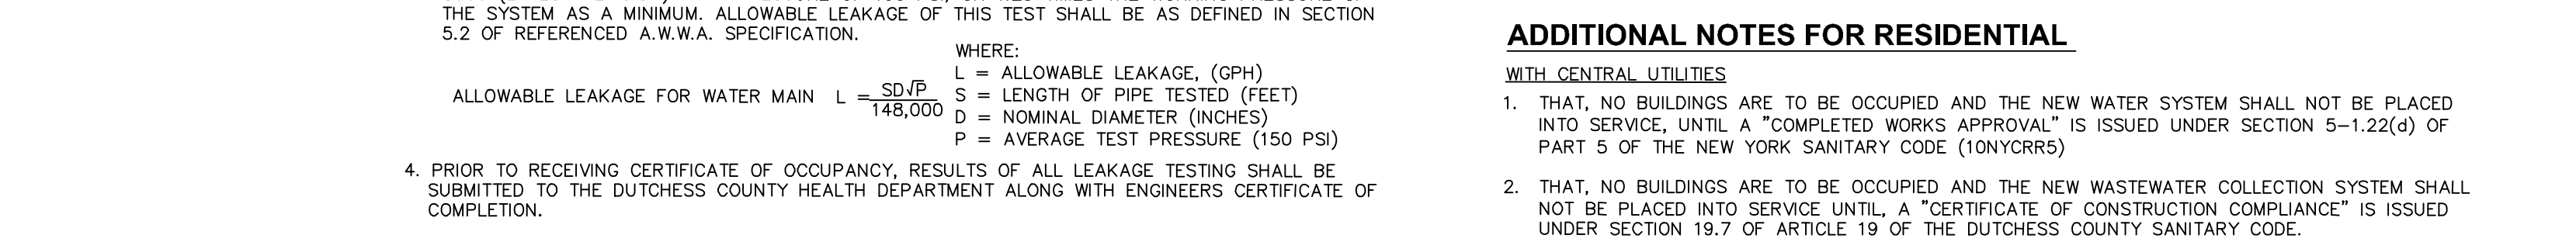 THE SYSTEM AS A MINIMUM. ALLOWABLE LEAKAGE OF THIS TEST SHALL BE AS DEFINED IN SECTION
5.2 OF REFERENCED A.W.W.A. SPECIFICATION.
ALLOWABLE LEAKAGE FOR WATER MAIN L = SD√P
148,000
WHERE:
L = ALLOWABLE LEAKAGE, (GPH)
S = LENGTH OF PIPE TESTED (FEET)
D = NOMINAL DIAMETER (INCHES)
P = AVERAGE TEST PRESSURE (150 PSI)
4. PRIOR TO RECEIVING CERTIFICATE OF OCCUPANCY, RESULTS OF ALL LEAKAGE TESTING SHALL BE
SUBMITTED TO THE DUTCHESS COUNTY HEALTH DEPARTMENT ALONG WITH ENGINEERS CERTIFICATE OF
COMPLETION.
ADDITIONAL NOTES FOR RESIDENTIAL
WITH CENTRAL UTILITIES
1. THAT, NO BUILDINGS ARE TO BE OCCUPIED AND THE NEW WATER SYSTEM SHALL NOT BE PLACED
INTO SERVICE, UNTIL A "COMPLETED WORKS APPROVAL" IS ISSUED UNDER SECTION 5-1.22(d) OF
PART 5 OF THE NEW YORK SANITARY CODE (10NYCRR5)
2. THAT, NO BUILDINGS ARE TO BE OCCUPIED AND THE NEW WASTEWATER COLLECTION SYSTEM SHALL
NOT BE PLACED INTO SERVICE UNTIL, A "CERTIFICATE OF CONSTRUCTION COMPLIANCE" IS ISSUED
UNDER SECTION 19.7 OF ARTICLE 19 OF THE DUTCHESS COUNTY SANITARY CODE.